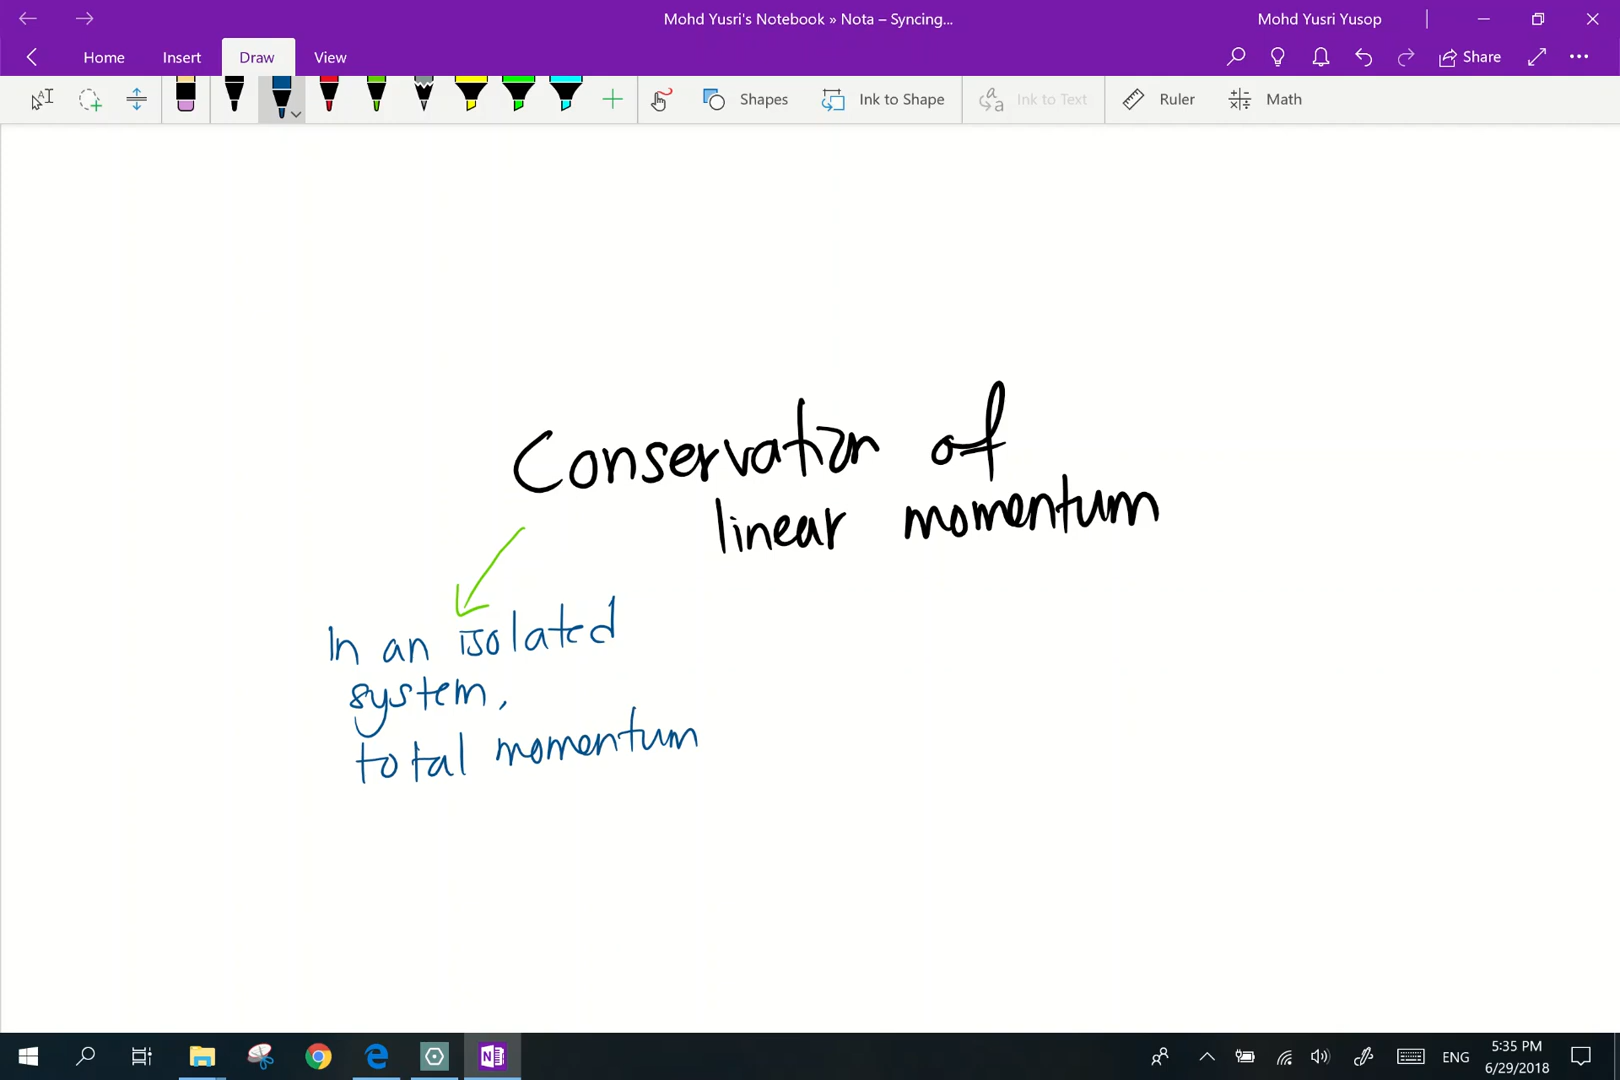 Mohd Yusri's Notebook » Nota – Syncing...
Mohd Yusri Yusop
Home Insert Draw View
Share
Shapes
Ink to Shape
Ink to Text
Ruler
Math
Conservation of
linear momentum
In an isolated
system,
total momentum
ENG
5:35 PM
6/29/2018